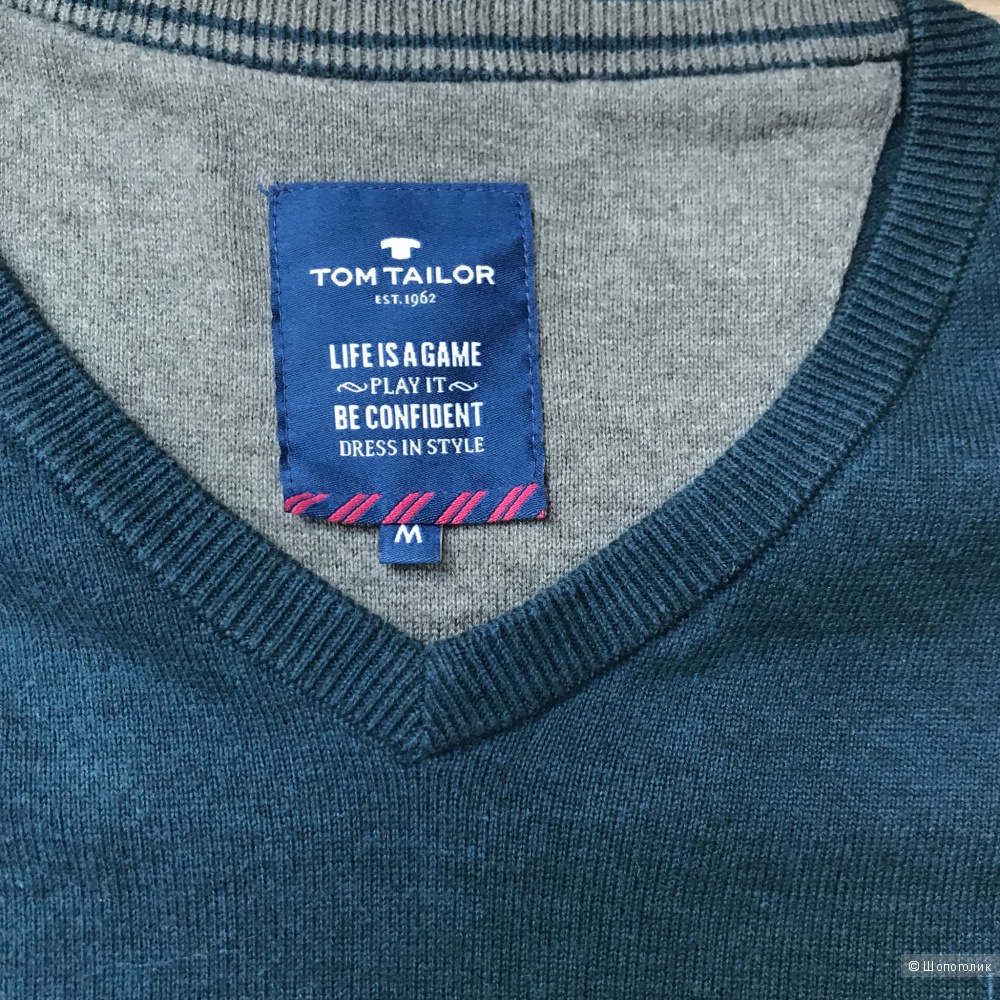 TOM TAILOR
EST.1962
LIFE IS A GAME
PLAY IT
BE CONFIDENT
DRESS IN STYLE
M
© Шопоголик